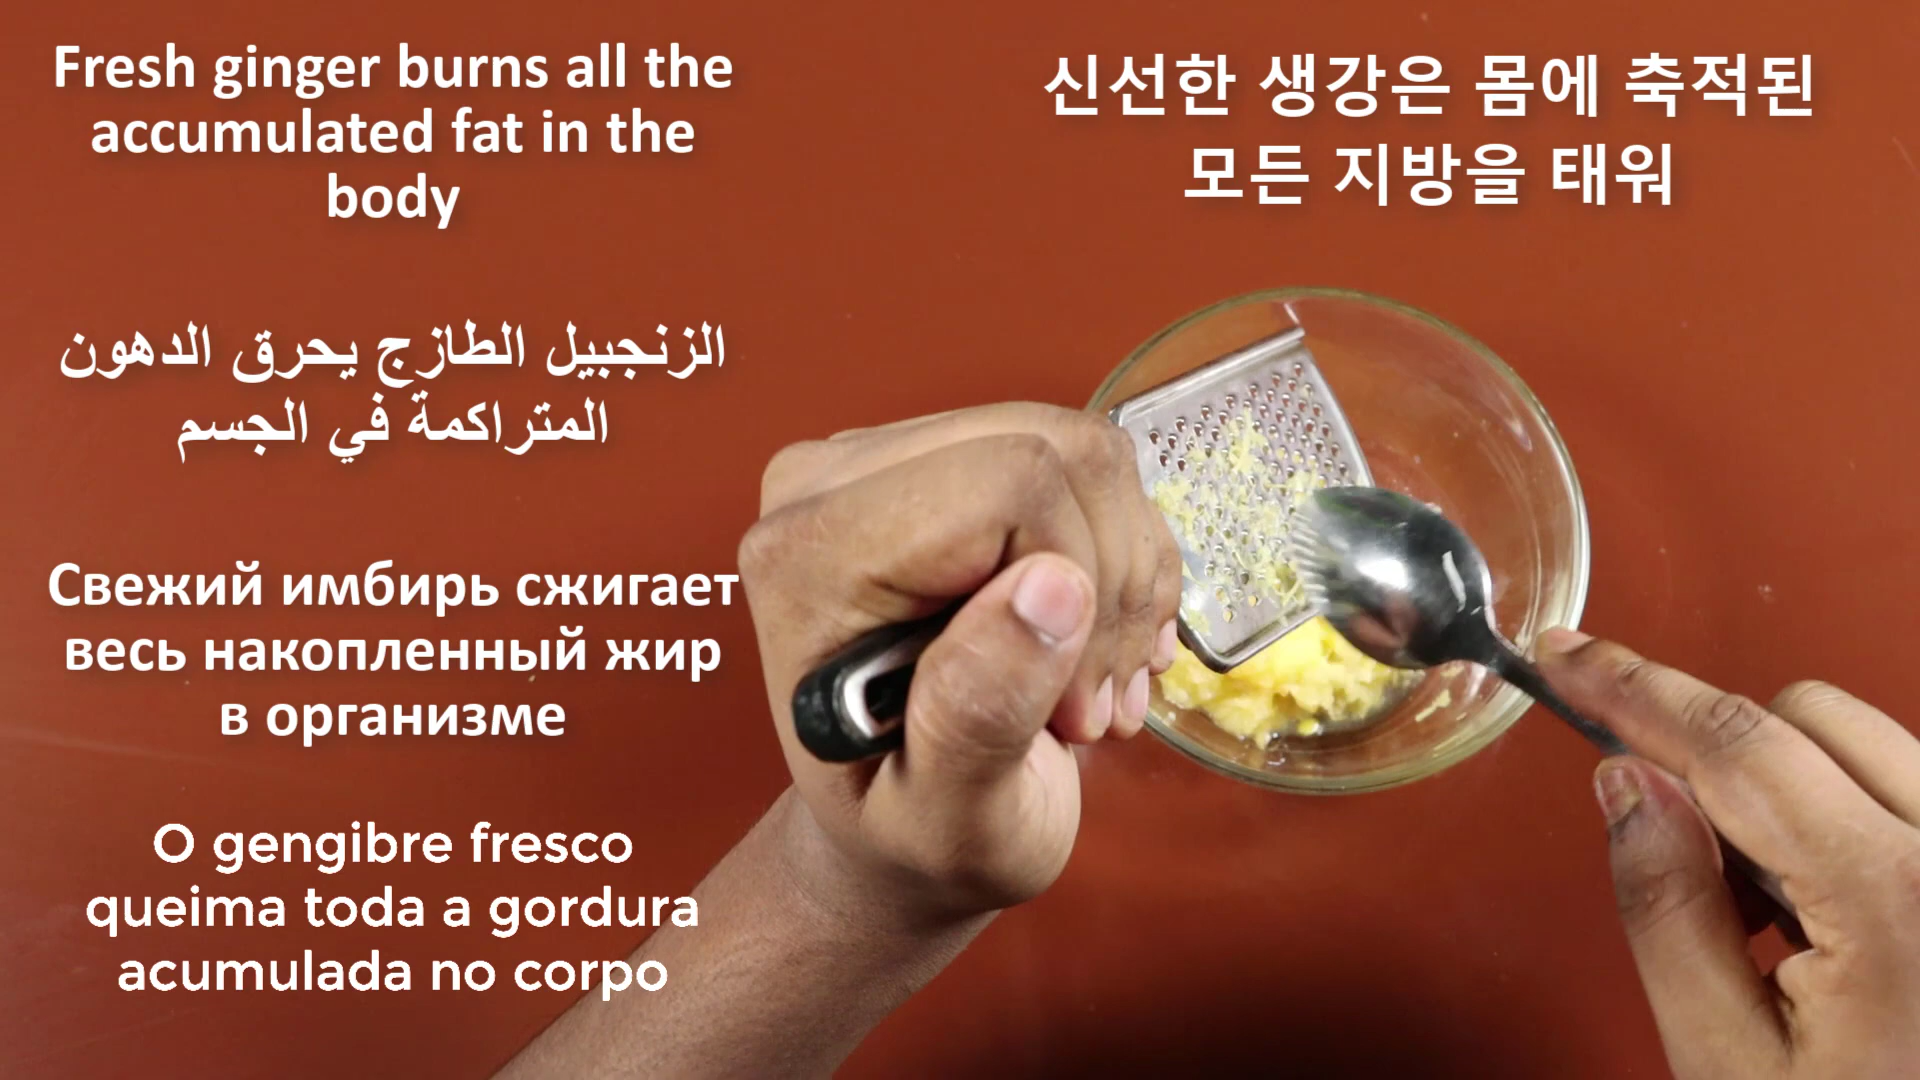 Fresh ginger burns all the
accumulated fat in the
body
الزنجبيل الطازج يحرق الدهون
المتراكمة في الجسم
Свежий имбирь сжигает
весь накопленный жир
в организме
O gengibre fresco
queima toda a gordura
acumulada no corpo
신선한 생강은 몸에 축적된
모든 지방을 태워